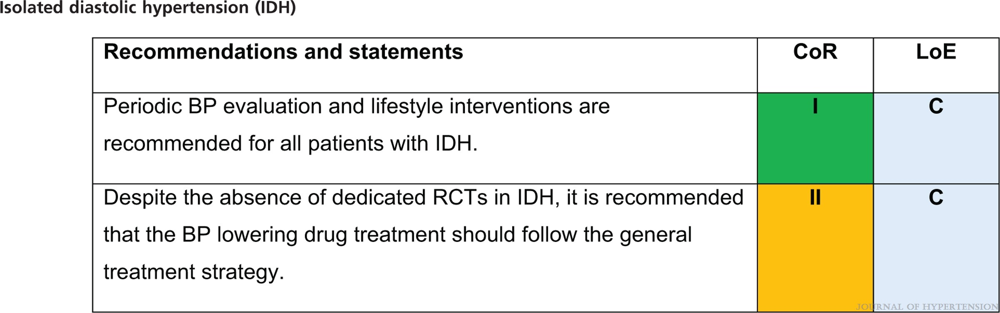 Isolated diastolic hypertension (IDH)
Recommendations and statements CoR LoE
Periodic BP evaluation and lifestyle interventions are I C
recommended for all patients with IDH.
Despite the absence of dedicated RCTs in IDH, it is recommended II C
that the BP lowering drug treatment should follow the general
treatment strategy.
JOURNAL OF HYPERTENSION